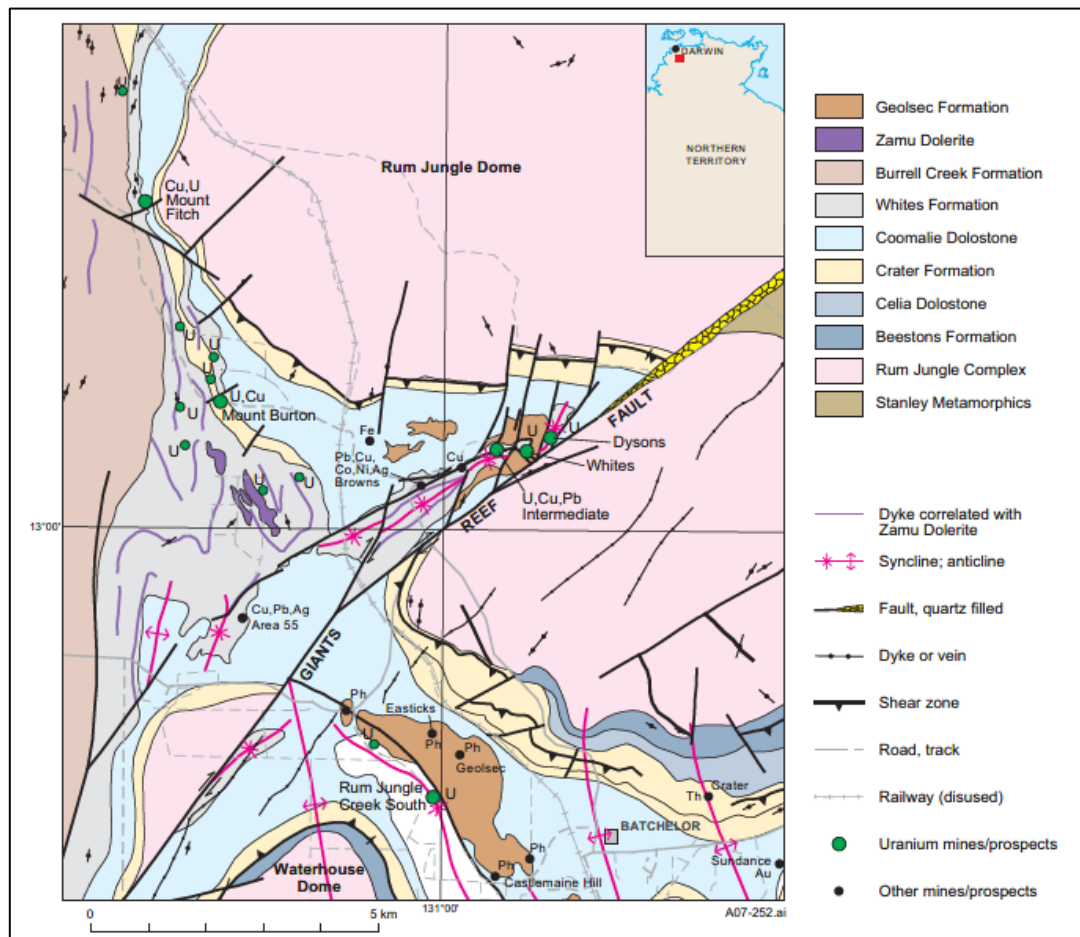 DARWIN
NORTHERN
TERRITORY
Rum Jungle Dome
U
Cu,U
Mount
Fitch
U
U
U
U,Cu
Mount Burton
U
U
U
U
Fe
Pb,Cu,
Co,Ni,Ag
Browns
Cu
U
U
Dysons
Whites
U,Cu,Pb
Intermediate
GIANTS
REEF
FAULT
13°00'
Cu,Pb,Ag
Area 55
Ph
Easticks
Ph
Ph
Geolsec
U
Rum Jungle
Creek South
U
Crater
Th
BATCHELOR
Ph
Ph
Castlemaine Hill
Sundance
Au
Waterhouse
Dome
0
5 km
131°00'
A07-252.ai
Geolsec Formation
Zamu Dolerite
Burrell Creek Formation
Whites Formation
Coomalie Dolostone
Crater Formation
Celia Dolostone
Beestons Formation
Rum Jungle Complex
Stanley Metamorphics
Dyke correlated with
Zamu Dolerite
Syncline; anticline
Fault, quartz filled
Dyke or vein
Shear zone
Road, track
Railway (disused)
Uranium mines/prospects
Other mines/prospects